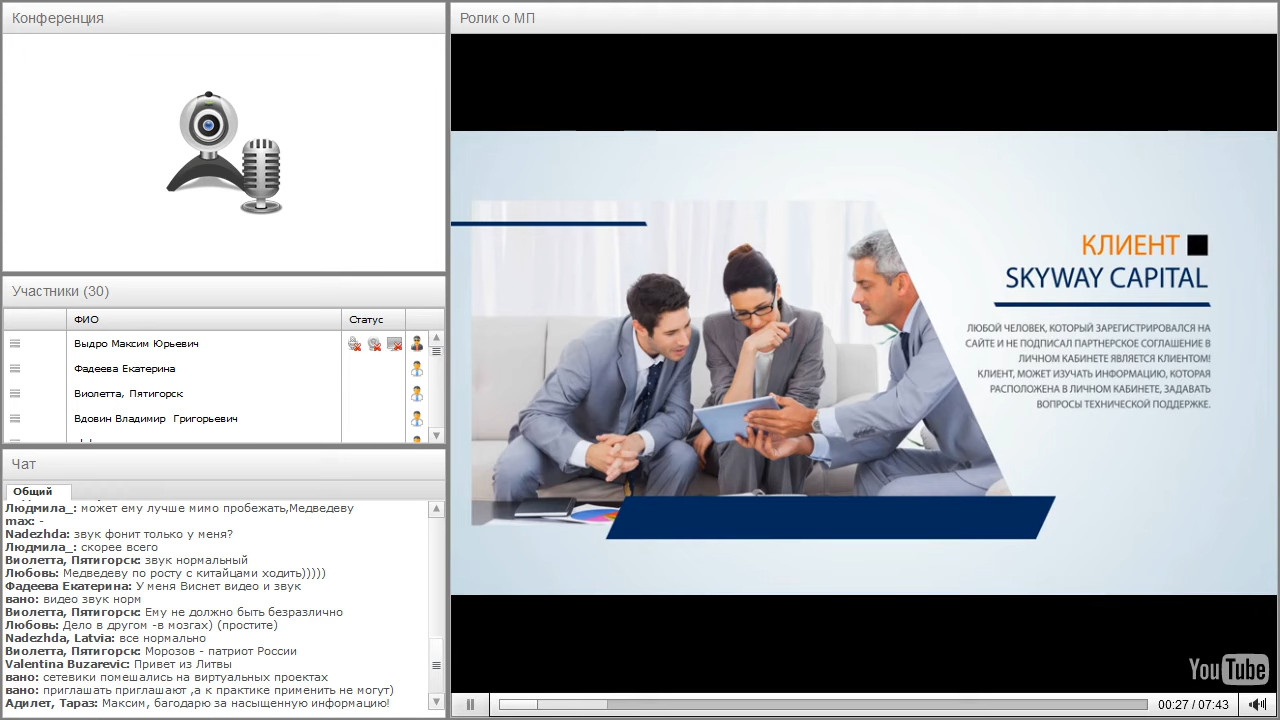 Конференция
Участники (30)
ФИО Статус
Выдро Максим Юрьевич
Фадеева Екатерина
Виолетта, Пятигорск
Вдовин Владимир Григорьевич
Чат
Общий
Людмила_: может ему лучше мимо пробежать,Медведеву
max: -
Nadezhda: звук фонит только у меня?
Людмила_: скорее всего
Виолетта, Пятигорск: звук нормальный
Любовь: Медведеву по росту с китайцами ходить)))))
Фадеева Екатерина: У меня Виснет видео и звук
вано: видео звук норм
Виолетта, Пятигорск: Ему не должно быть безразлично
Любовь: Дело в другом -в мозгах) (простите)
Nadezhda, Latvia: все нормально
Виолетта, Пятигорск: Морозов - патриот России
Valentina Buzarevic: Привет из Литвы
вано: сетевики помешались на виртуальных проектах
вано: приглашать приглашают ,а к практике применить не могут)
Адилет, Тараз: Максим, багодарю за насыщенную информацию!
Ролик о МП
КЛИЕНТ
SKYWAY CAPITAL
ЛЮБОЙ ЧЕЛОВЕК, КОТОРЫЙ ЗАРЕГИСТРИРОВАЛСЯ НА
САЙТЕ И НЕ ПОДПИСАЛ ПАРТНЕРСКОЕ СОГЛАШЕНИЕ В
ЛИЧНОМ КАБИНЕТЕ ЯВЛЯЕТСЯ КЛИЕНТОМ!
КЛИЕНТ, МОЖЕТ ИЗУЧАТЬ ИНФОРМАЦИЮ, КОТОРАЯ
РАСПОЛОЖЕНА В ЛИЧНОМ КАБИНЕТЕ, ЗАДАВАТЬ
ВОПРОСЫ ТЕХНИЧЕСКОЙ ПОДДЕРЖКЕ.
YouTube
00:27 / 07:43